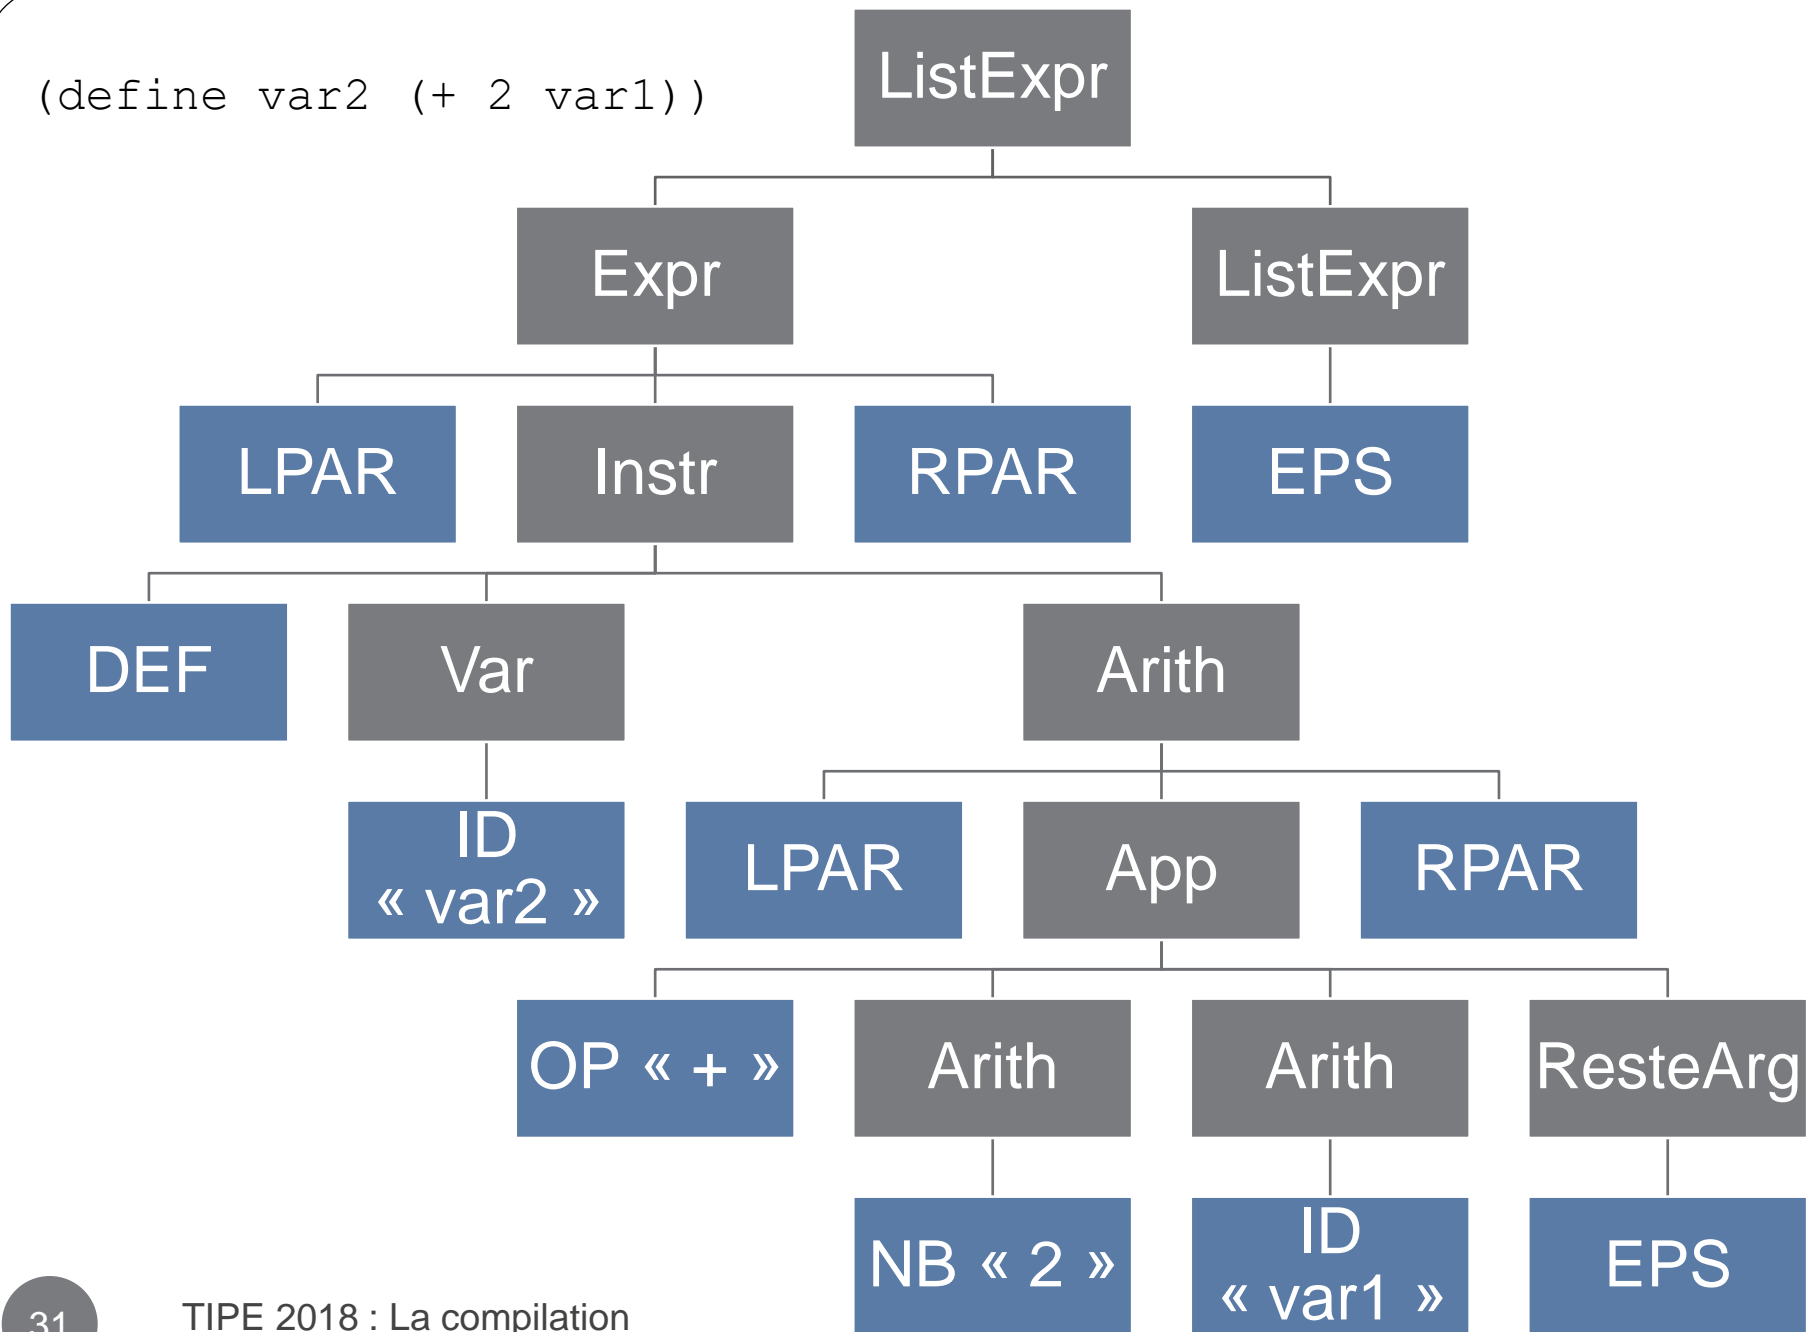 (define var2 (+ 2 var1))
ListExpr
Expr
ListExpr
LPAR
Instr
RPAR
EPS
DEF
Var
Arith
ID
« var2 »
LPAR
App
RPAR
OP « + »
Arith
Arith
ResteArg
NB « 2 »
ID
« var1 »
EPS
31
TIPE 2018 : La compilation